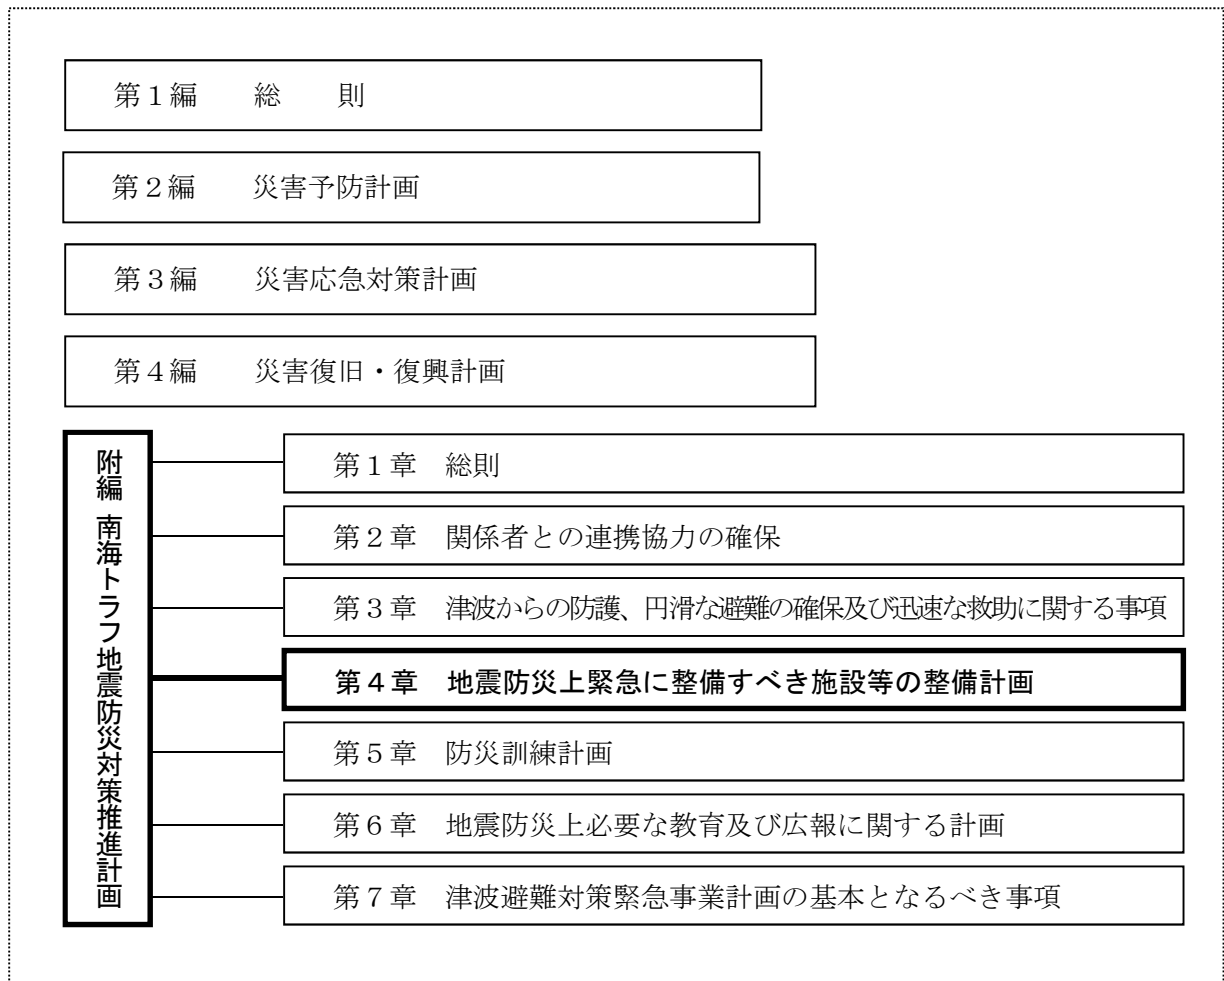 第１編　　総　　則
第２編　　災害予防計画
第３編　　災害応急対策計画
第４編　　災害復旧・復興計画
附編　南海トラフ地震防災対策推進計画
第１章　総則
第２章　関係者との連携協力の確保
第３章　津波からの防護、円滑な避難の確保及び迅速な救助に関する事項
第４章　地震防災上緊急に整備すべき施設等の整備計画
第５章　防災訓練計画
第６章　地震防災上必要な教育及び広報に関する計画
第７章　津波避難対策緊急事業計画の基本となるべき事項